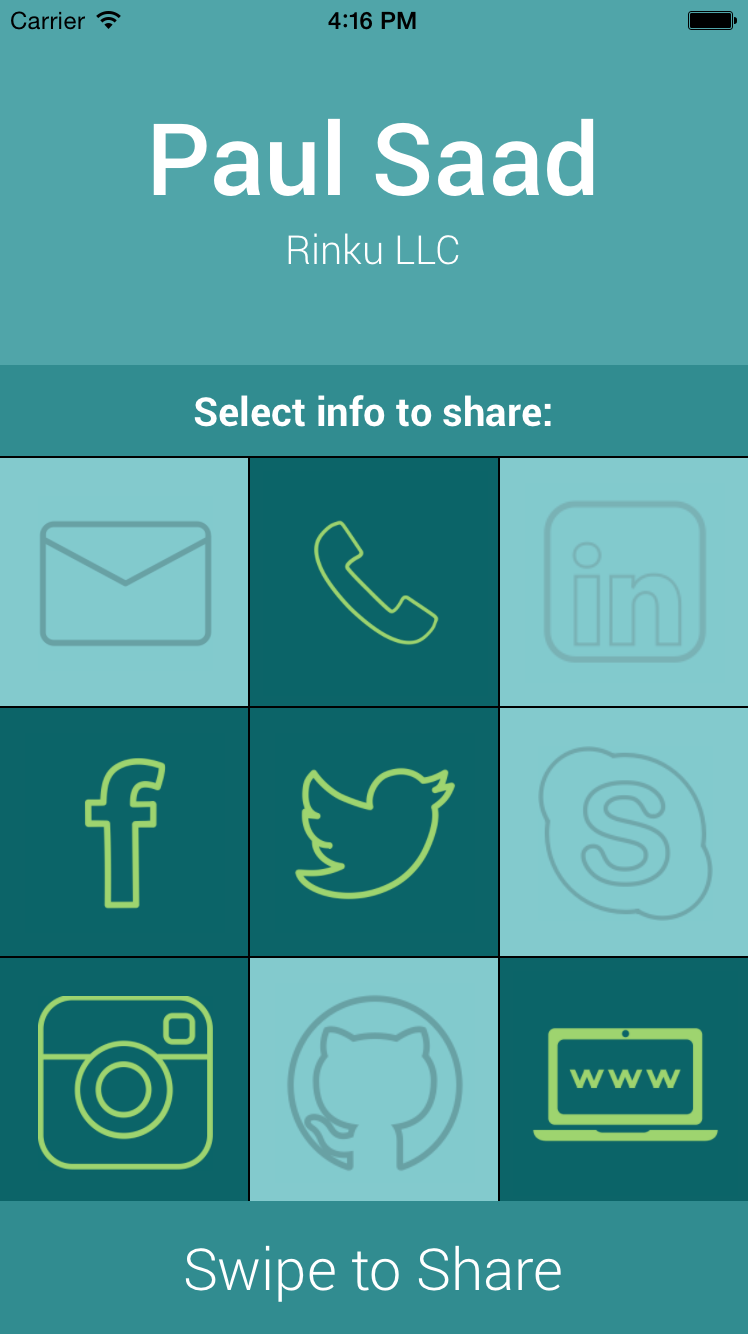 Carrier 4:16 PM
Paul Saad
Rinku LLC
Select info to share:
in
f
S
www
Swipe to Share